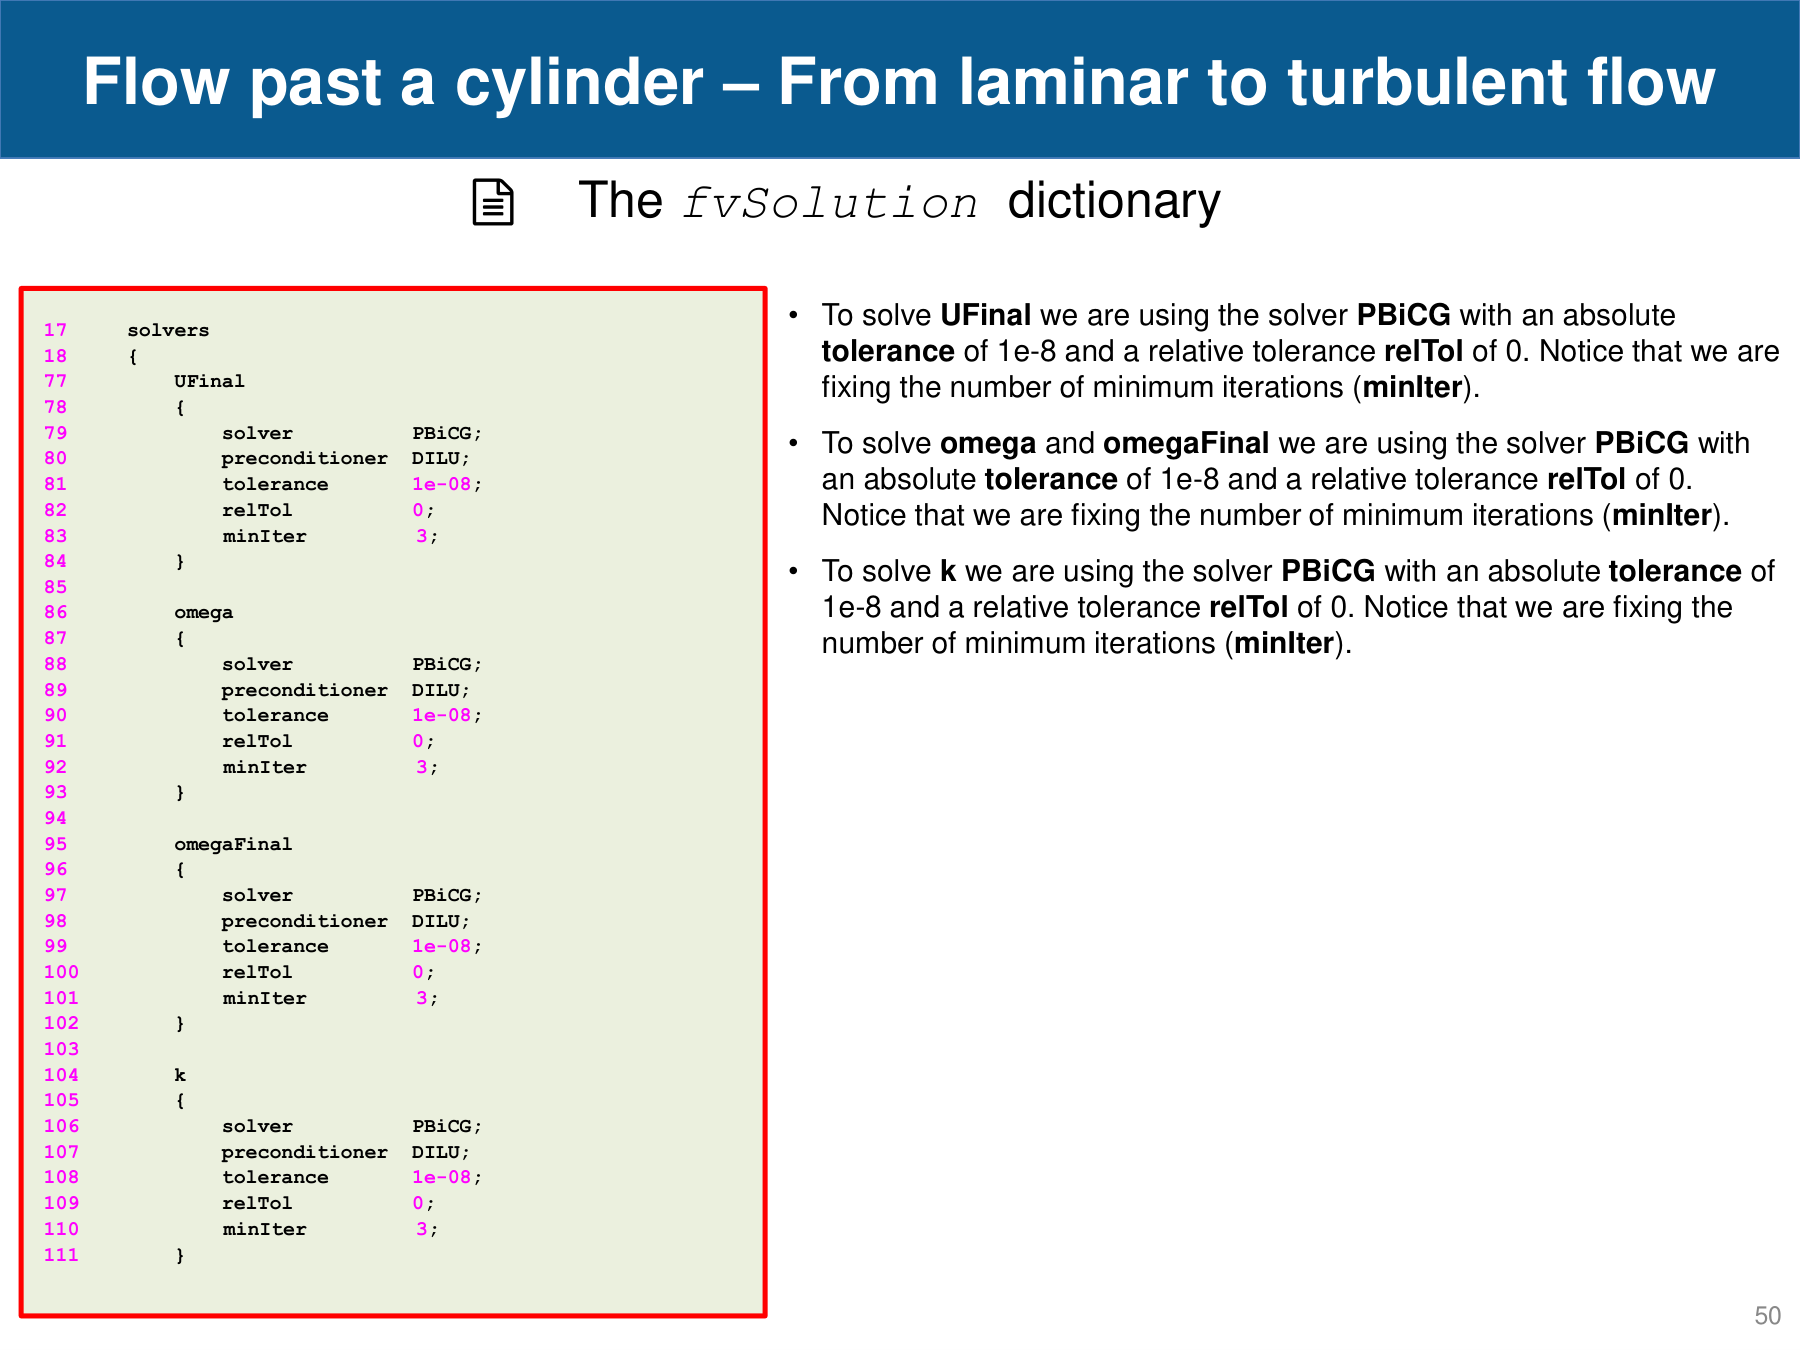 Flow past a cylinder – From laminar to turbulent flow
The fvSolution dictionary
17 solvers
18 {
77 UFinal
78 {
79 solver PBiCG;
80 preconditioner DILU;
81 tolerance 1e-08;
82 relTol 0;
83 minIter 3;
84 }
85
86 omega
87 {
88 solver PBiCG;
89 preconditioner DILU;
90 tolerance 1e-08;
91 relTol 0;
92 minIter 3;
93 }
94
95 omegaFinal
96 {
97 solver PBiCG;
98 preconditioner DILU;
99 tolerance 1e-08;
100 relTol 0;
101 minIter 3;
102 }
103
104 k
105 {
106 solver PBiCG;
107 preconditioner DILU;
108 tolerance 1e-08;
109 relTol 0;
110 minIter 3;
111 }
• To solve UFinal we are using the solver PBiCG with an absolute
tolerance of 1e-8 and a relative tolerance relTol of 0. Notice that we are
fixing the number of minimum iterations (minIter).
• To solve omega and omegaFinal we are using the solver PBiCG with
an absolute tolerance of 1e-8 and a relative tolerance relTol of 0.
Notice that we are fixing the number of minimum iterations (minIter).
• To solve k we are using the solver PBiCG with an absolute tolerance of
1e-8 and a relative tolerance relTol of 0. Notice that we are fixing the
number of minimum iterations (minIter).
50